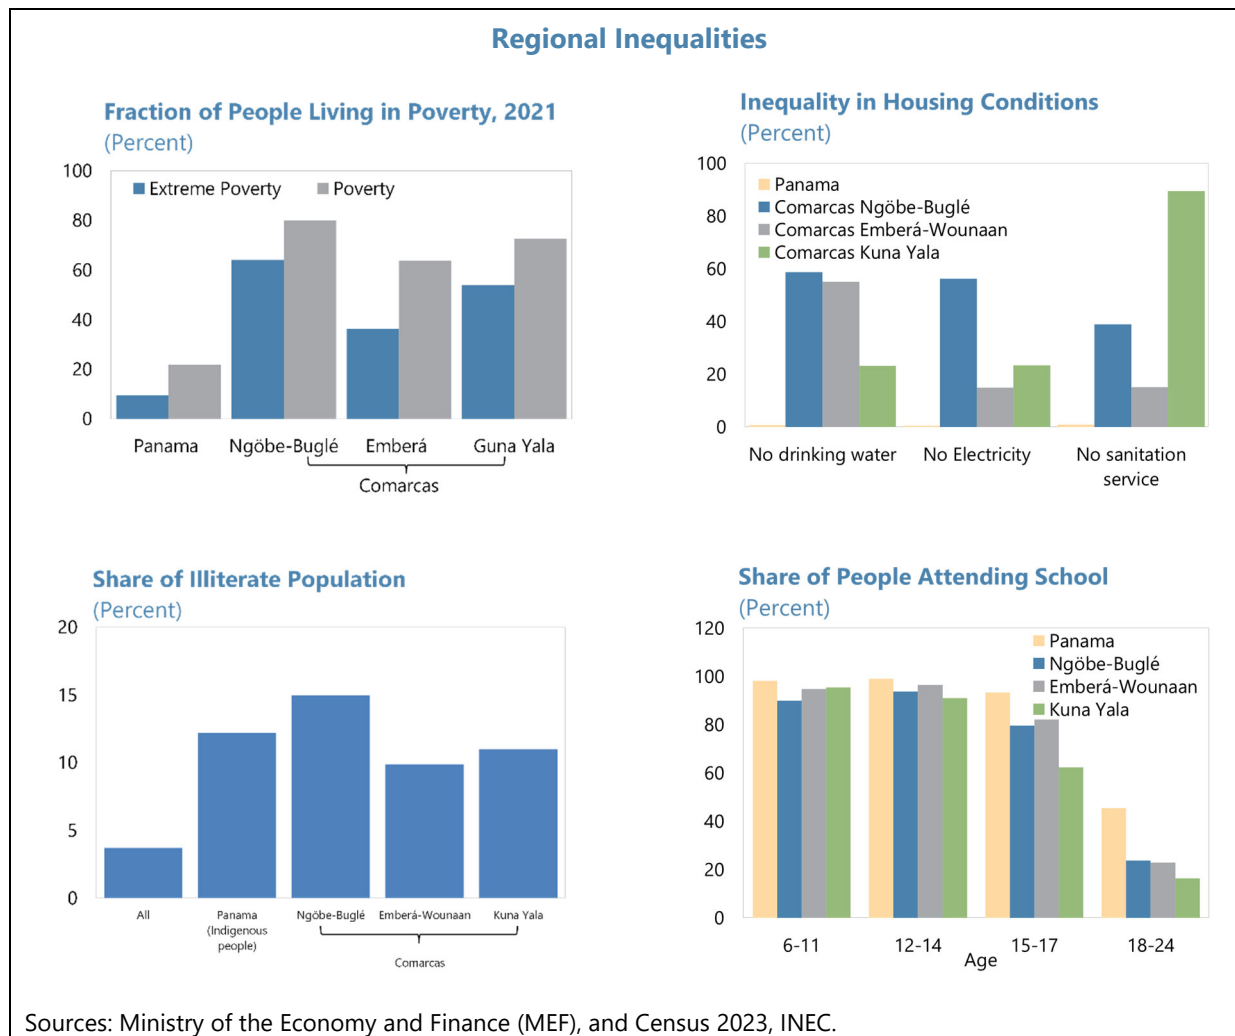 Regional Inequalities
Fraction of People Living in Poverty, 2021
(Percent)
100
80
60
40
20
0
Extreme Poverty
Poverty
Panama
Ngöbe-Buglé
Emberá
Guna Yala
Comarcas
Inequality in Housing Conditions
(Percent)
100
80
60
40
20
0
Panama
Comarcas Ngöbe-Buglé
Comarcas Emberá-Wounaan
Comarcas Kuna Yala
No drinking water
No Electricity
No sanitation
service
Share of Illiterate Population
(Percent)
20
15
10
5
0
All
Panama
(Indigenous
people)
Ngöbe-Buglé
Emberá-Wounaan
Kuna Yala
Comarcas
Share of People Attending School
(Percent)
120
100
80
60
40
20
0
Panama
Ngöbe-Buglé
Emberá-Wounaan
Kuna Yala
6-11
12-14
15-17
18-24
Age
Sources: Ministry of the Economy and Finance (MEF), and Census 2023, INEC.